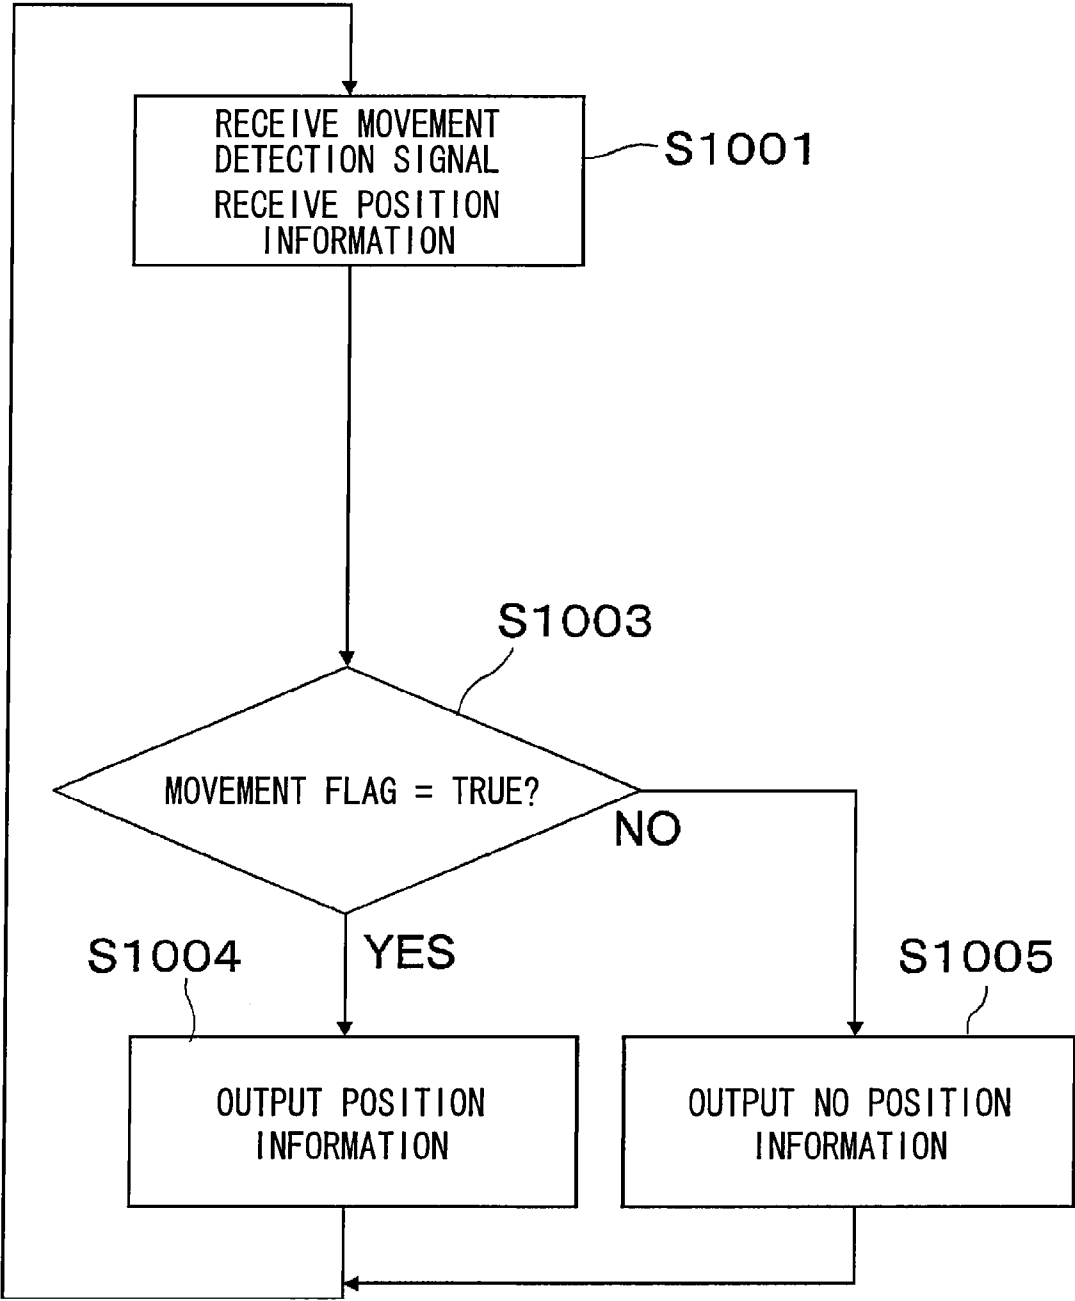 RECEIVE MOVEMENT
DETECTION SIGNAL
RECEIVE POSITION
INFORMATION
S1001
S1003
MOVEMENT FLAG = TRUE?
NO
YES
S1004
S1005
OUTPUT POSITION
INFORMATION
OUTPUT NO POSITION
INFORMATION